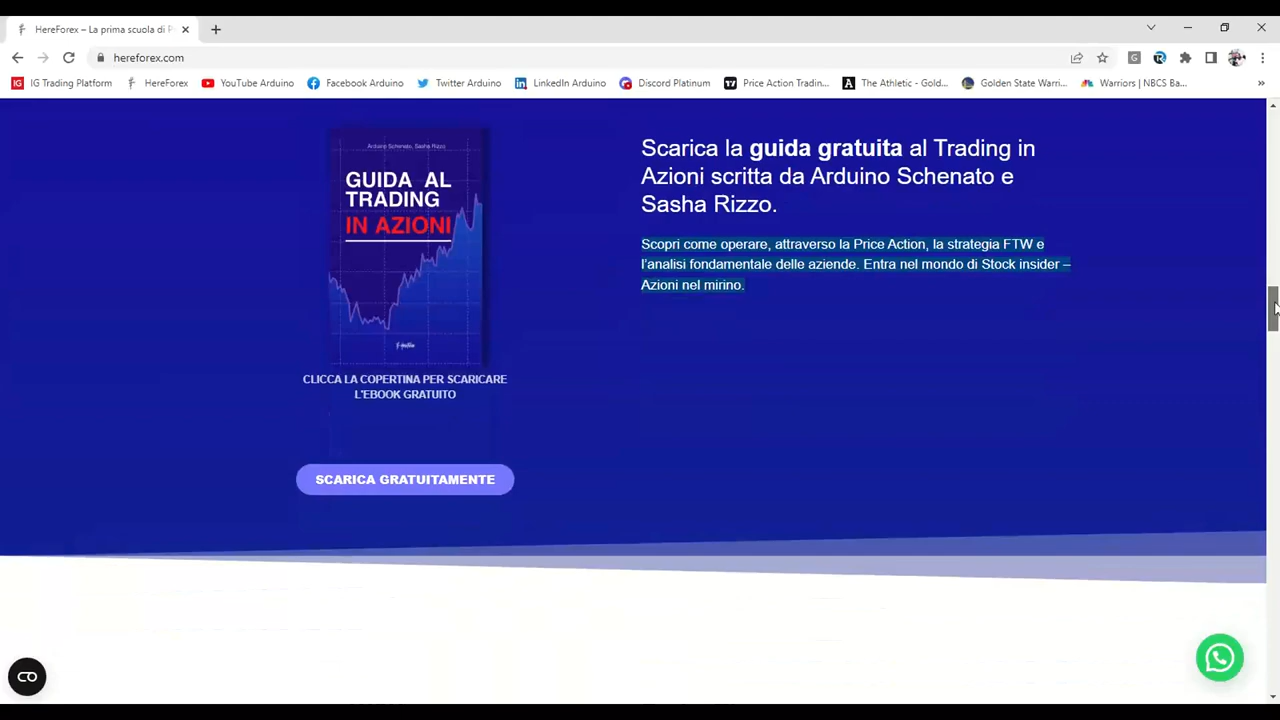 HereForex – La prima scuola di P
hereforex.com
IG Trading Platform
HereForex
YouTube Arduino
Facebook Arduino
Twitter Arduino
LinkedIn Arduino
Discord Platinum
Price Action Tradin...
The Athletic - Gold...
Golden State Warri...
Warriors | NBCS Ba...
Arduino Schenato, Sasha Rizzo
GUIDA AL
TRADING
IN AZIONI
CLICCA LA COPERTINA PER SCARICARE
L'EBOOK GRATUITO
SCARICA GRATUITAMENTE
Scarica la guida gratuita al Trading in
Azioni scritta da Arduino Schenato e
Sasha Rizzo.
Scopri come operare, attraverso la Price Action, la strategia FTW e
l'analisi fondamentale delle aziende. Entra nel mondo di Stock insider –
Azioni nel mirino.